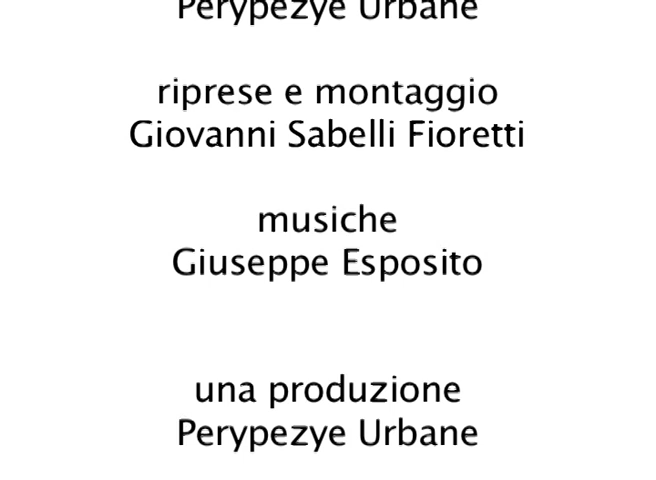 Perypezye Urbane
riprese e montaggio
Giovanni Sabelli Fioretti
musiche
Giuseppe Esposito
una produzione
Perypezye Urbane